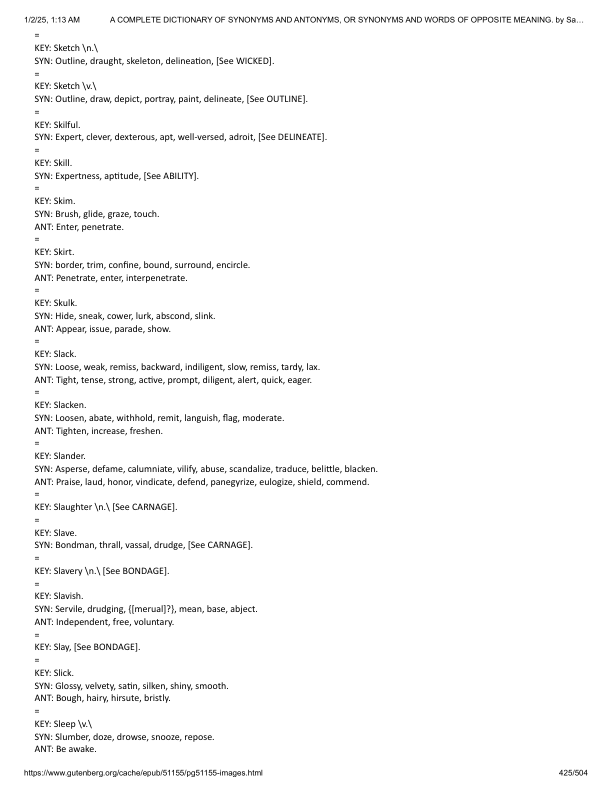 1/2/25, 1:13 AM A COMPLETE DICTIONARY OF SYNONYMS AND ANTONYMS, OR SYNONYMS AND WORDS OF OPPOSITE MEANING. by Sa…
=
KEY: Sketch \n.\
SYN: Outline, draught, skeleton, delineation, [See WICKED].
=
KEY: Sketch \v.\
SYN: Outline, draw, depict, portray, paint, delineate, [See OUTLINE].
=
KEY: Skilful.
SYN: Expert, clever, dexterous, apt, well-versed, adroit, [See DELINEATE].
=
KEY: Skill.
SYN: Expertness, aptitude, [See ABILITY].
=
KEY: Skim.
SYN: Brush, glide, graze, touch.
ANT: Enter, penetrate.
=
KEY: Skirt.
SYN: border, trim, confine, bound, surround, encircle.
ANT: Penetrate, enter, interpenetrate.
=
KEY: Skulk.
SYN: Hide, sneak, cower, lurk, abscond, slink.
ANT: Appear, issue, parade, show.
=
KEY: Slack.
SYN: Loose, weak, remiss, backward, indiligent, slow, remiss, tardy, lax.
ANT: Tight, tense, strong, active, prompt, diligent, alert, quick, eager.
=
KEY: Slacken.
SYN: Loosen, abate, withhold, remit, languish, flag, moderate.
ANT: Tighten, increase, freshen.
=
KEY: Slander.
SYN: Asperse, defame, calumniate, vilify, abuse, scandalize, traduce, belittle, blacken.
ANT: Praise, laud, honor, vindicate, defend, panegyrize, eulogize, shield, commend.
=
KEY: Slaughter \n.\ [See CARNAGE].
=
KEY: Slave.
SYN: Bondman, thrall, vassal, drudge, [See CARNAGE].
=
KEY: Slavery \n.\ [See BONDAGE].
=
KEY: Slavish.
SYN: Servile, drudging, {[merual]?}, mean, base, abject.
ANT: Independent, free, voluntary.
=
KEY: Slay, [See BONDAGE].
=
KEY: Slick.
SYN: Glossy, velvety, satin, silken, shiny, smooth.
ANT: Bough, hairy, hirsute, bristly.
=
KEY: Sleep \v.\
SYN: Slumber, doze, drowse, snooze, repose.
ANT: Be awake.
https://www.gutenberg.org/cache/epub/51155/pg51155-images.html 425/504